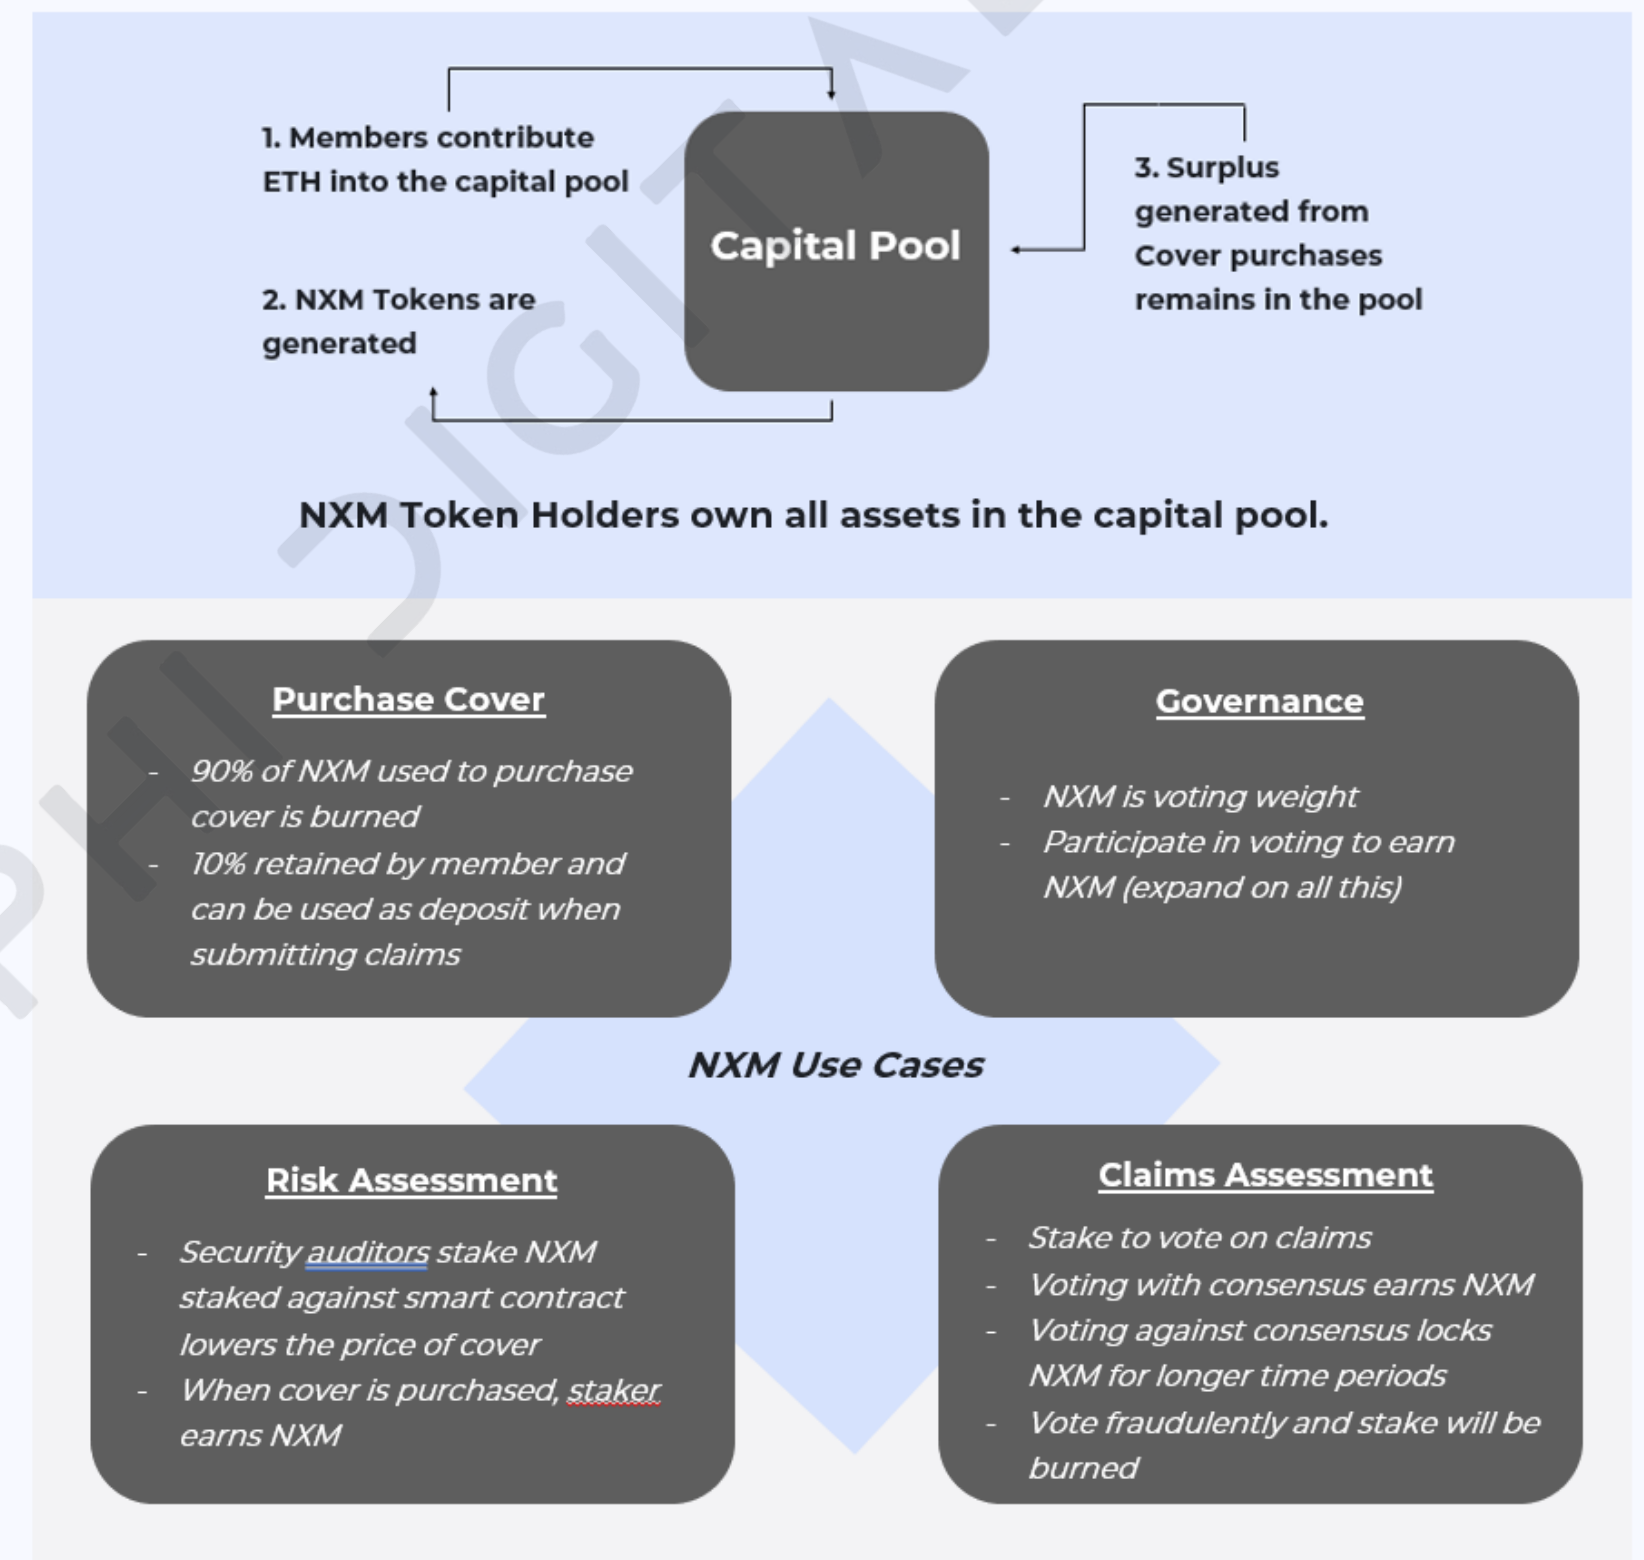 1. Members contribute
ETH into the capital pool
Capital Pool
3. Surplus
generated from
Cover purchases
remains in the pool
2. NXM Tokens are
generated
NXM Token Holders own all assets in the capital pool.
Purchase Cover
- 90% of NXM used to purchase
cover is burned
- 10% retained by member and
can be used as deposit when
submitting claims
Governance
- NXM is voting weight
- Participate in voting to earn
NXM (expand on all this)
NXM Use Cases
Risk Assessment
- Security auditors stake NXM
staked against smart contract
lowers the price of cover
- When cover is purchased, staker
earns NXM
Claims Assessment
- Stake to vote on claims
- Voting with consensus earns NXM
- Voting against consensus locks
NXM for longer time periods
- Vote fraudulently and stake will be
burned
PHI DIGITAL